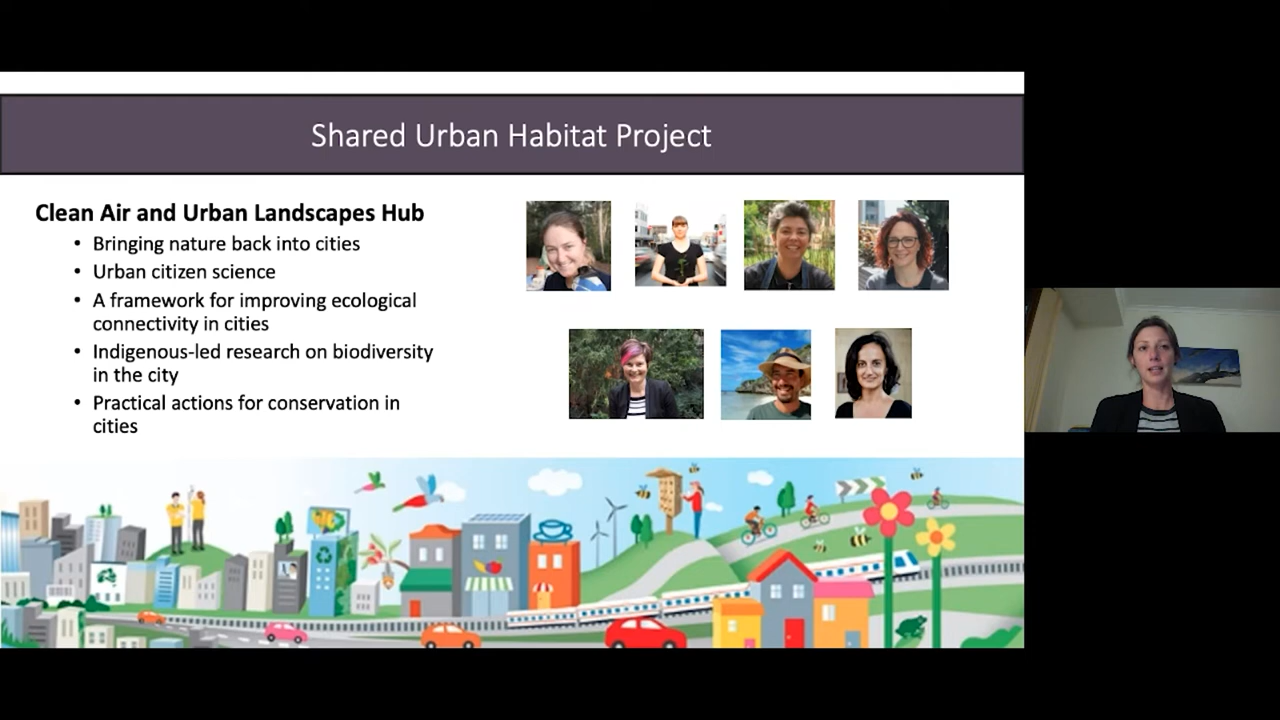 Shared Urban Habitat Project
Clean Air and Urban Landscapes Hub
• Bringing nature back into cities
• Urban citizen science
• A framework for improving ecological
connectivity in cities
• Indigenous-led research on biodiversity
in the city
• Practical actions for conservation in
cities